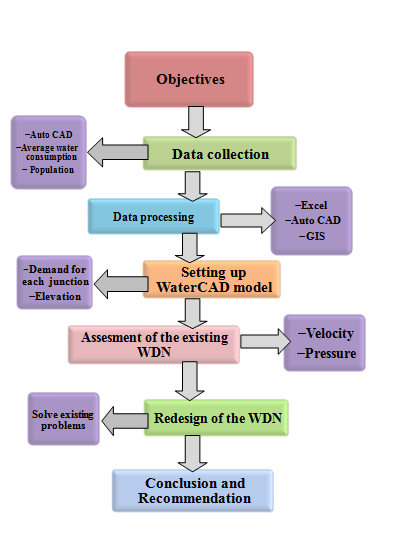 Objectives
–Auto CAD
–Average water
consumption
– Population
Data collection
Data processing
–Excel
–Auto CAD
–GIS
–Demand for
each junction
–Elevation
Setting up
WaterCAD model
Assesment of the existing
WDN
–Velocity
–Pressure
Solve existing
problems
Redesign of the WDN
Conclusion and
Recommendation